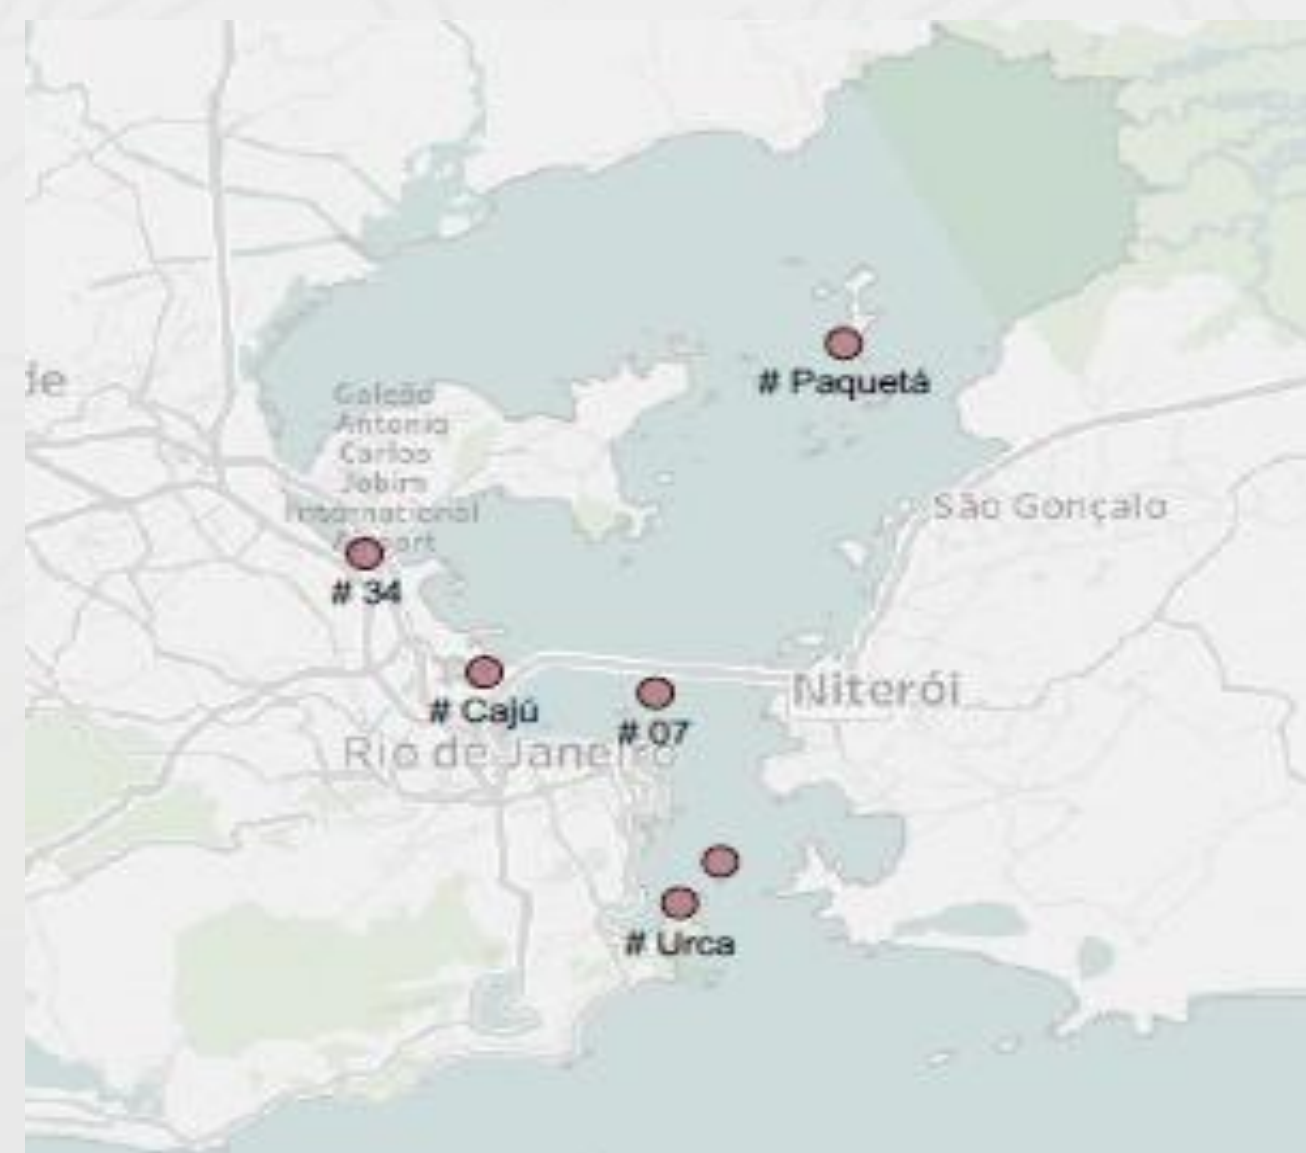 de
# Paquetá
Galeão
Antonio
Carlos
Jobim
International
São Gonçalo
# 34
# Cajú
Niterói
# 07
Rio de Janeiro
# Urca